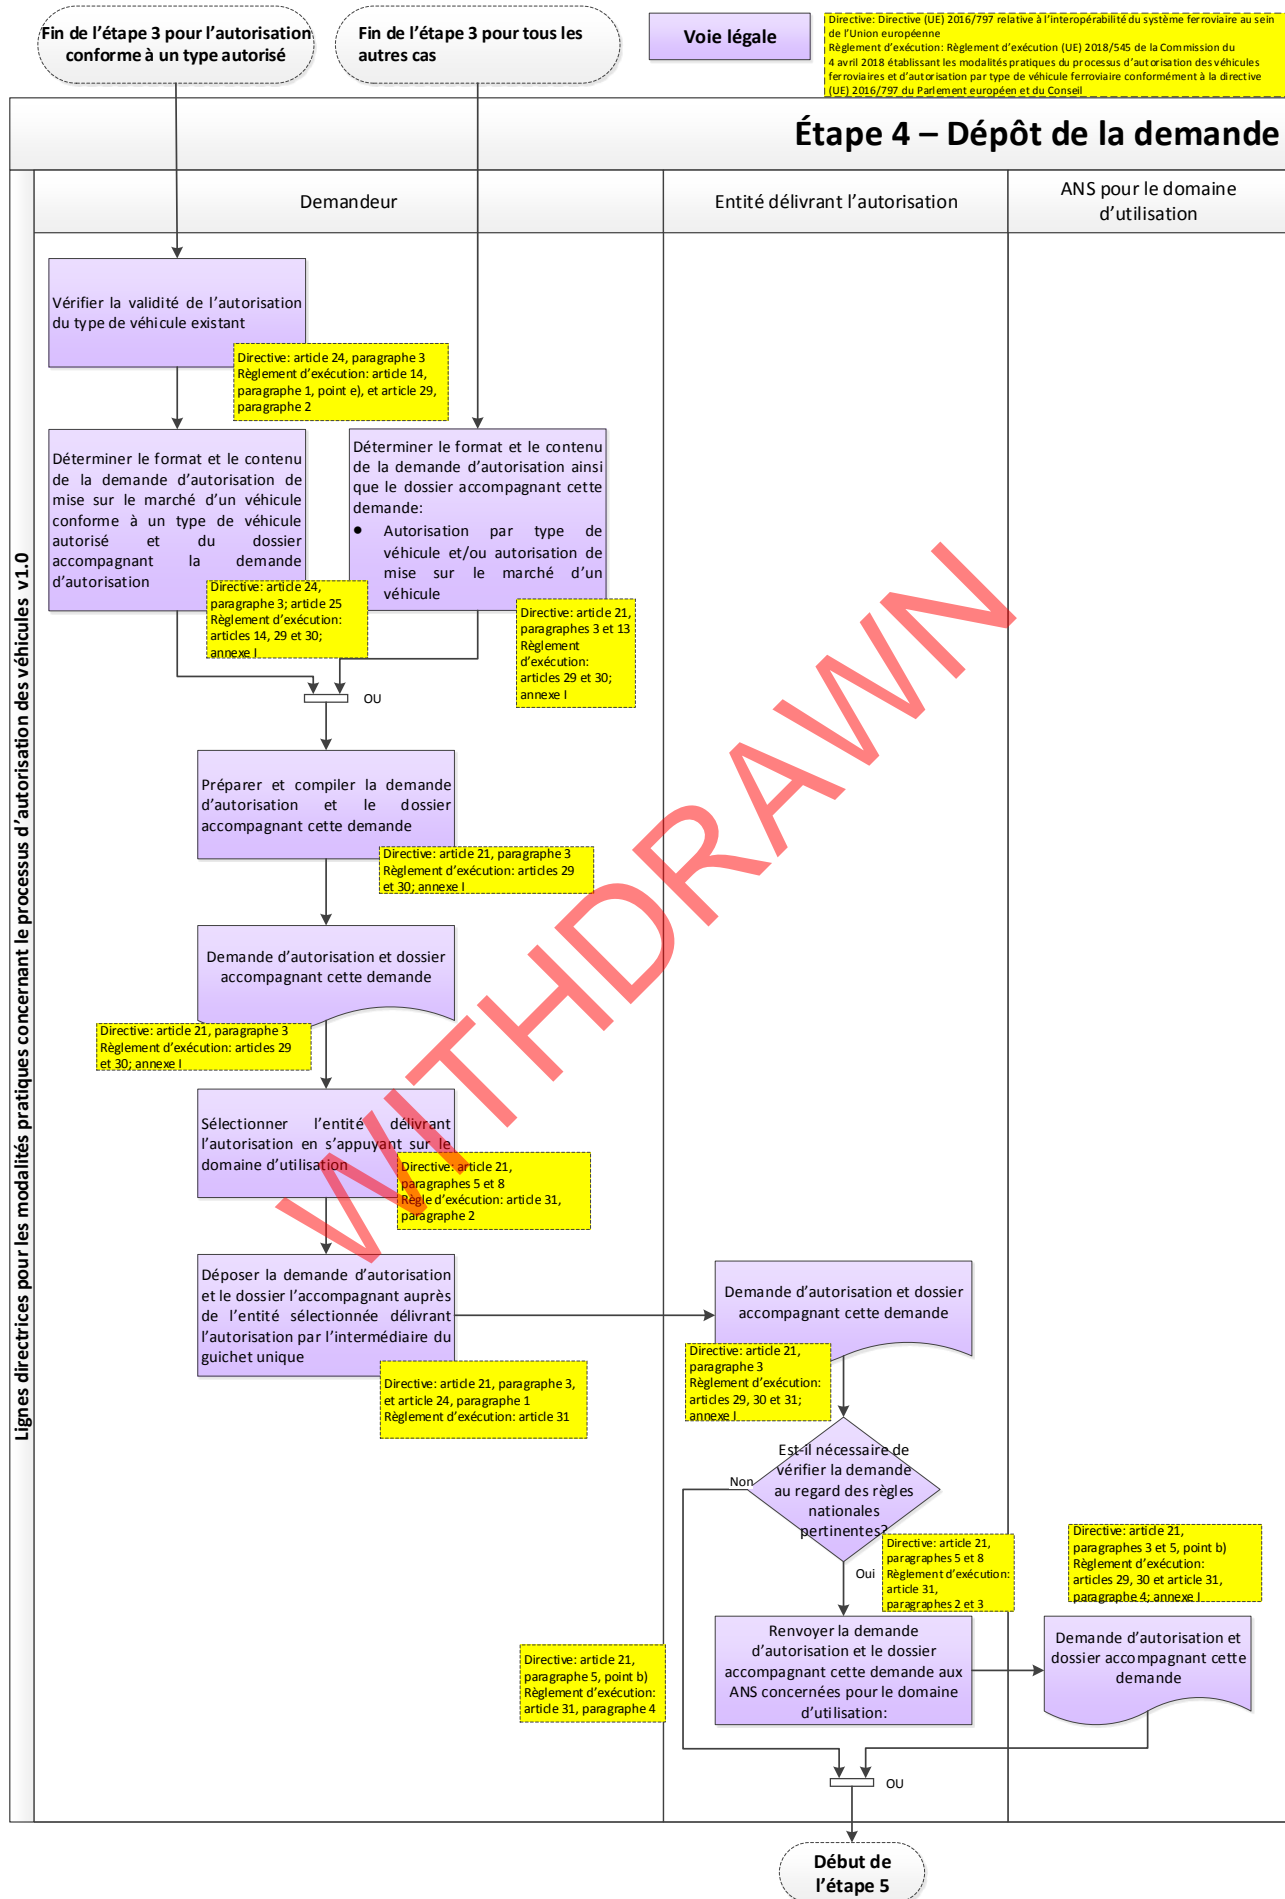 Fin de l'étape 3 pour l'autorisation
conforme à un type autorisé
Fin de l'étape 3 pour tous les
autres cas
Voie légale
Directive: Directive (UE) 2016/797 relative à l'interopérabilité du système ferroviaire au sein
de l'Union européenne
Règlement d'exécution: Règlement d'exécution (UE) 2018/545 de la Commission du
4 avril 2018 établissant les modalités pratiques du processus d'autorisation des véhicules
ferroviaires et d'autorisation par type de véhicule ferroviaire conformément à la directive
(UE) 2016/797 du Parlement européen et du Conseil
Étape 4 – Dépôt de la demande
Lignes directrices pour les modalités pratiques concernant le processus d'autorisation des véhicules v1.0
Demandeur
Entité délivrant l'autorisation
ANS pour le domaine
d'utilisation
Vérifier la validité de l'autorisation
du type de véhicule existant
Directive: article 24, paragraphe 3
Règlement d'exécution: article 14,
paragraphe 1, point e), et article 29,
paragraphe 2
Déterminer le format et le contenu
de la demande d'autorisation de
mise sur le marché d'un véhicule
conforme à un type de véhicule
autorisé et du dossier
accompagnant la demande
d'autorisation
Directive: article 24,
paragraphe 3; article 25
Règlement d'exécution:
articles 14, 29 et 30;
annexe I
Déterminer le format et le contenu
de la demande d'autorisation ainsi
que le dossier accompagnant cette
demande:
● Autorisation par type de
véhicule et/ou autorisation de
mise sur le marché d'un
véhicule
Directive: article 21,
paragraphes 3 et 13
Règlement
d'exécution:
articles 29 et 30;
annexe I
OU
Préparer et compiler la demande
d'autorisation et le dossier
accompagnant cette demande
Directive: article 21, paragraphe 3
Règlement d'exécution: articles 29
et 30; annexe I
Demande d'autorisation et dossier
accompagnant cette demande
Directive: article 21, paragraphe 3
Règlement d'exécution: articles 29
et 30; annexe I
Sélectionner l'entité délivrant
l'autorisation en s'appuyant sur le
domaine d'utilisation
Directive: article 21,
paragraphes 5 et 8
Règle d'exécution: article 31,
paragraphe 2
Déposer la demande d'autorisation
et le dossier l'accompagnant auprès
de l'entité sélectionnée délivrant
l'autorisation par l'intermédiaire du
guichet unique
Directive: article 21, paragraphe 3,
et article 24, paragraphe 1
Règlement d'exécution: article 31
Demande d'autorisation et dossier
accompagnant cette demande
Directive: article 21,
paragraphe 3
Règlement d'exécution:
articles 29, 30 et 31;
annexe I
Est-il nécessaire de
vérifier la demande
au regard des règles
nationales
pertinentes?
Non
Oui
Directive: article 21,
paragraphes 5 et 8
Règlement d'exécution:
article 31,
paragraphes 2 et 3
Directive: article 21,
paragraphes 3 et 5, point b)
Règlement d'exécution:
articles 29, 30 et article 31,
paragraphe 4; annexe I
Directive: article 21,
paragraphe 5, point b)
Règlement d'exécution:
article 31, paragraphe 4
Renvoyer la demande
d'autorisation et le dossier
accompagnant cette demande aux
ANS concernées pour le domaine
d'utilisation:
Demande d'autorisation et
dossier accompagnant cette
demande
OU
Début de
l'étape 5
WITHDRAWN